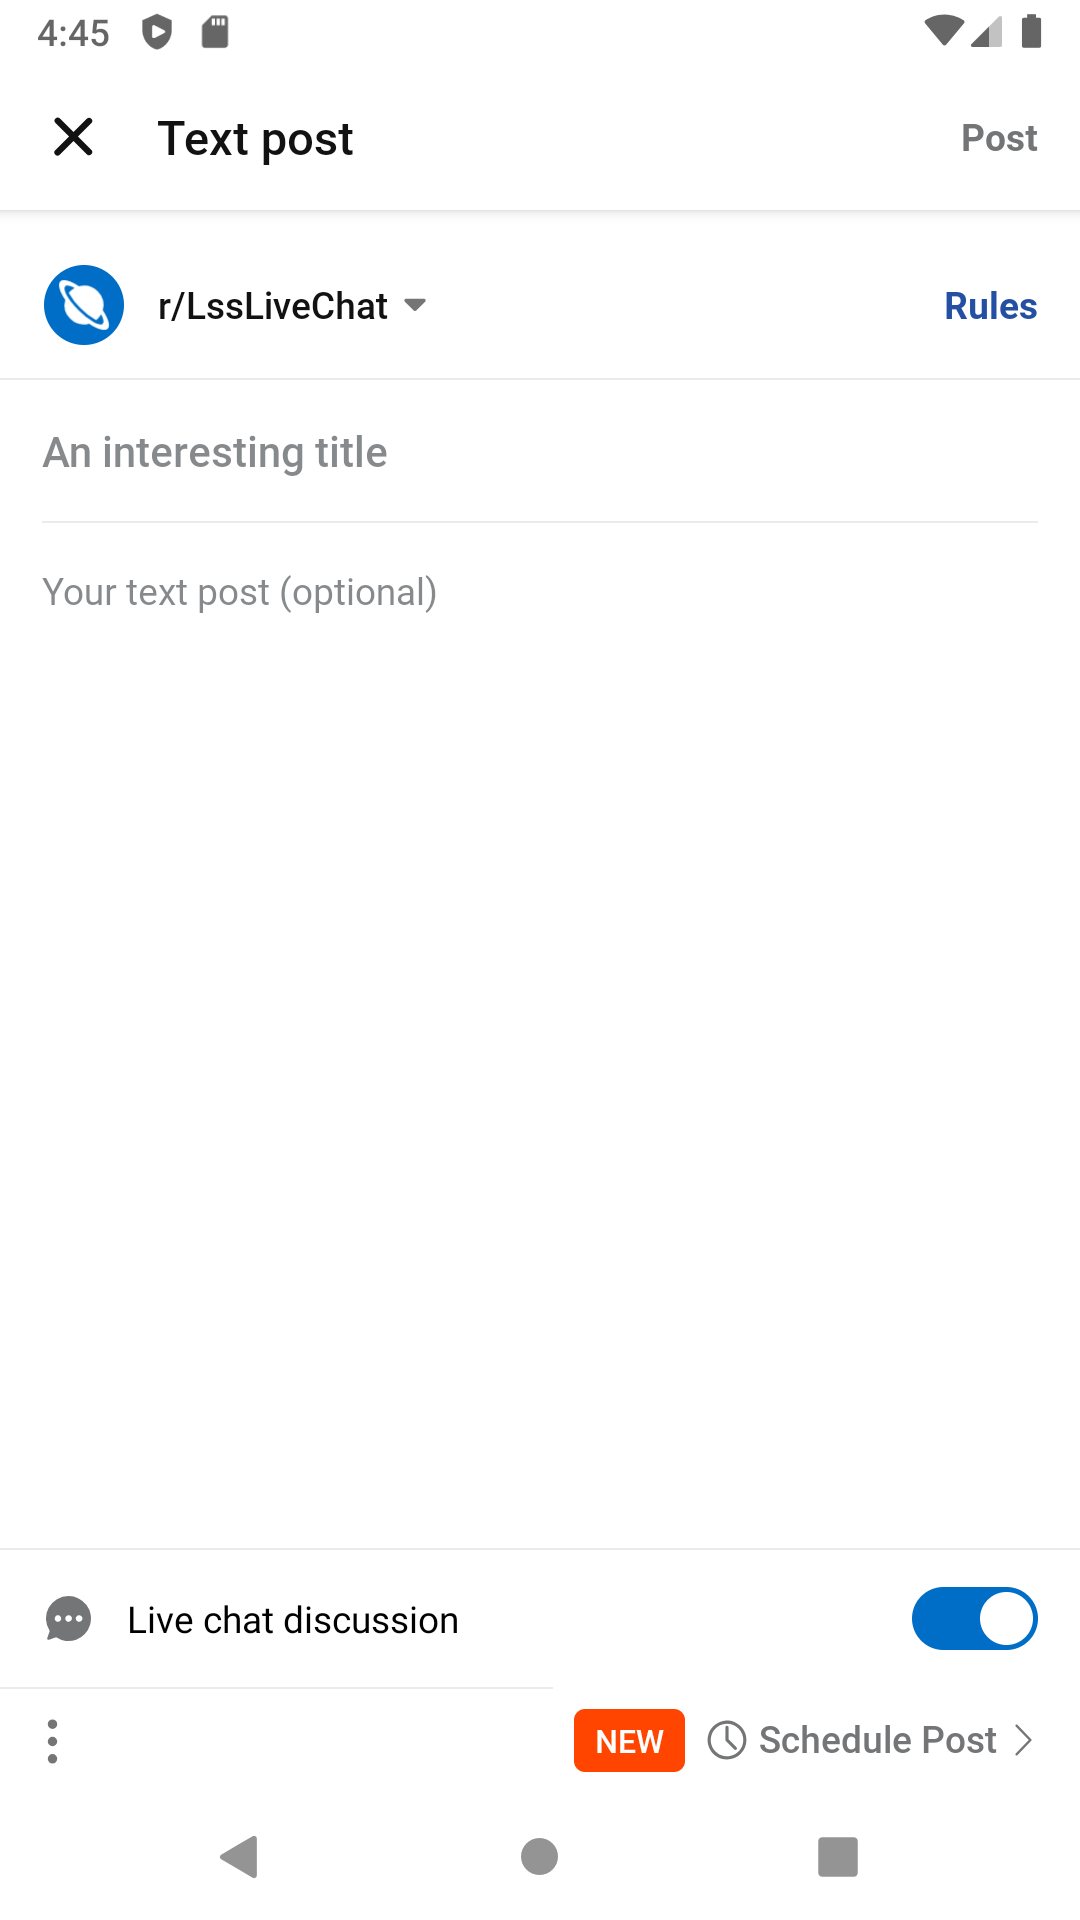 4:45
Text post
Post
r/LssLiveChat
Rules
An interesting title
Your text post (optional)
Live chat discussion
NEW
Schedule Post